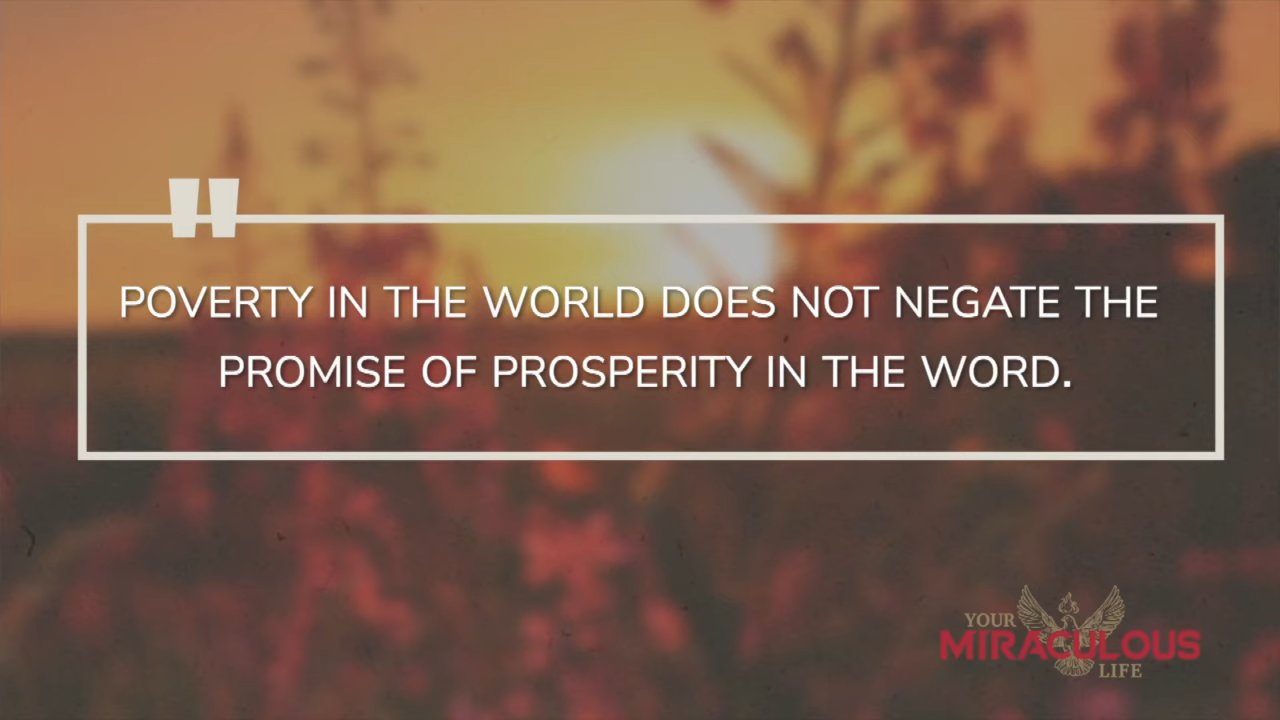 "
POVERTY IN THE WORLD DOES NOT NEGATE THE
PROMISE OF PROSPERITY IN THE WORD.
YOUR
MIRACULOUS
LIFE